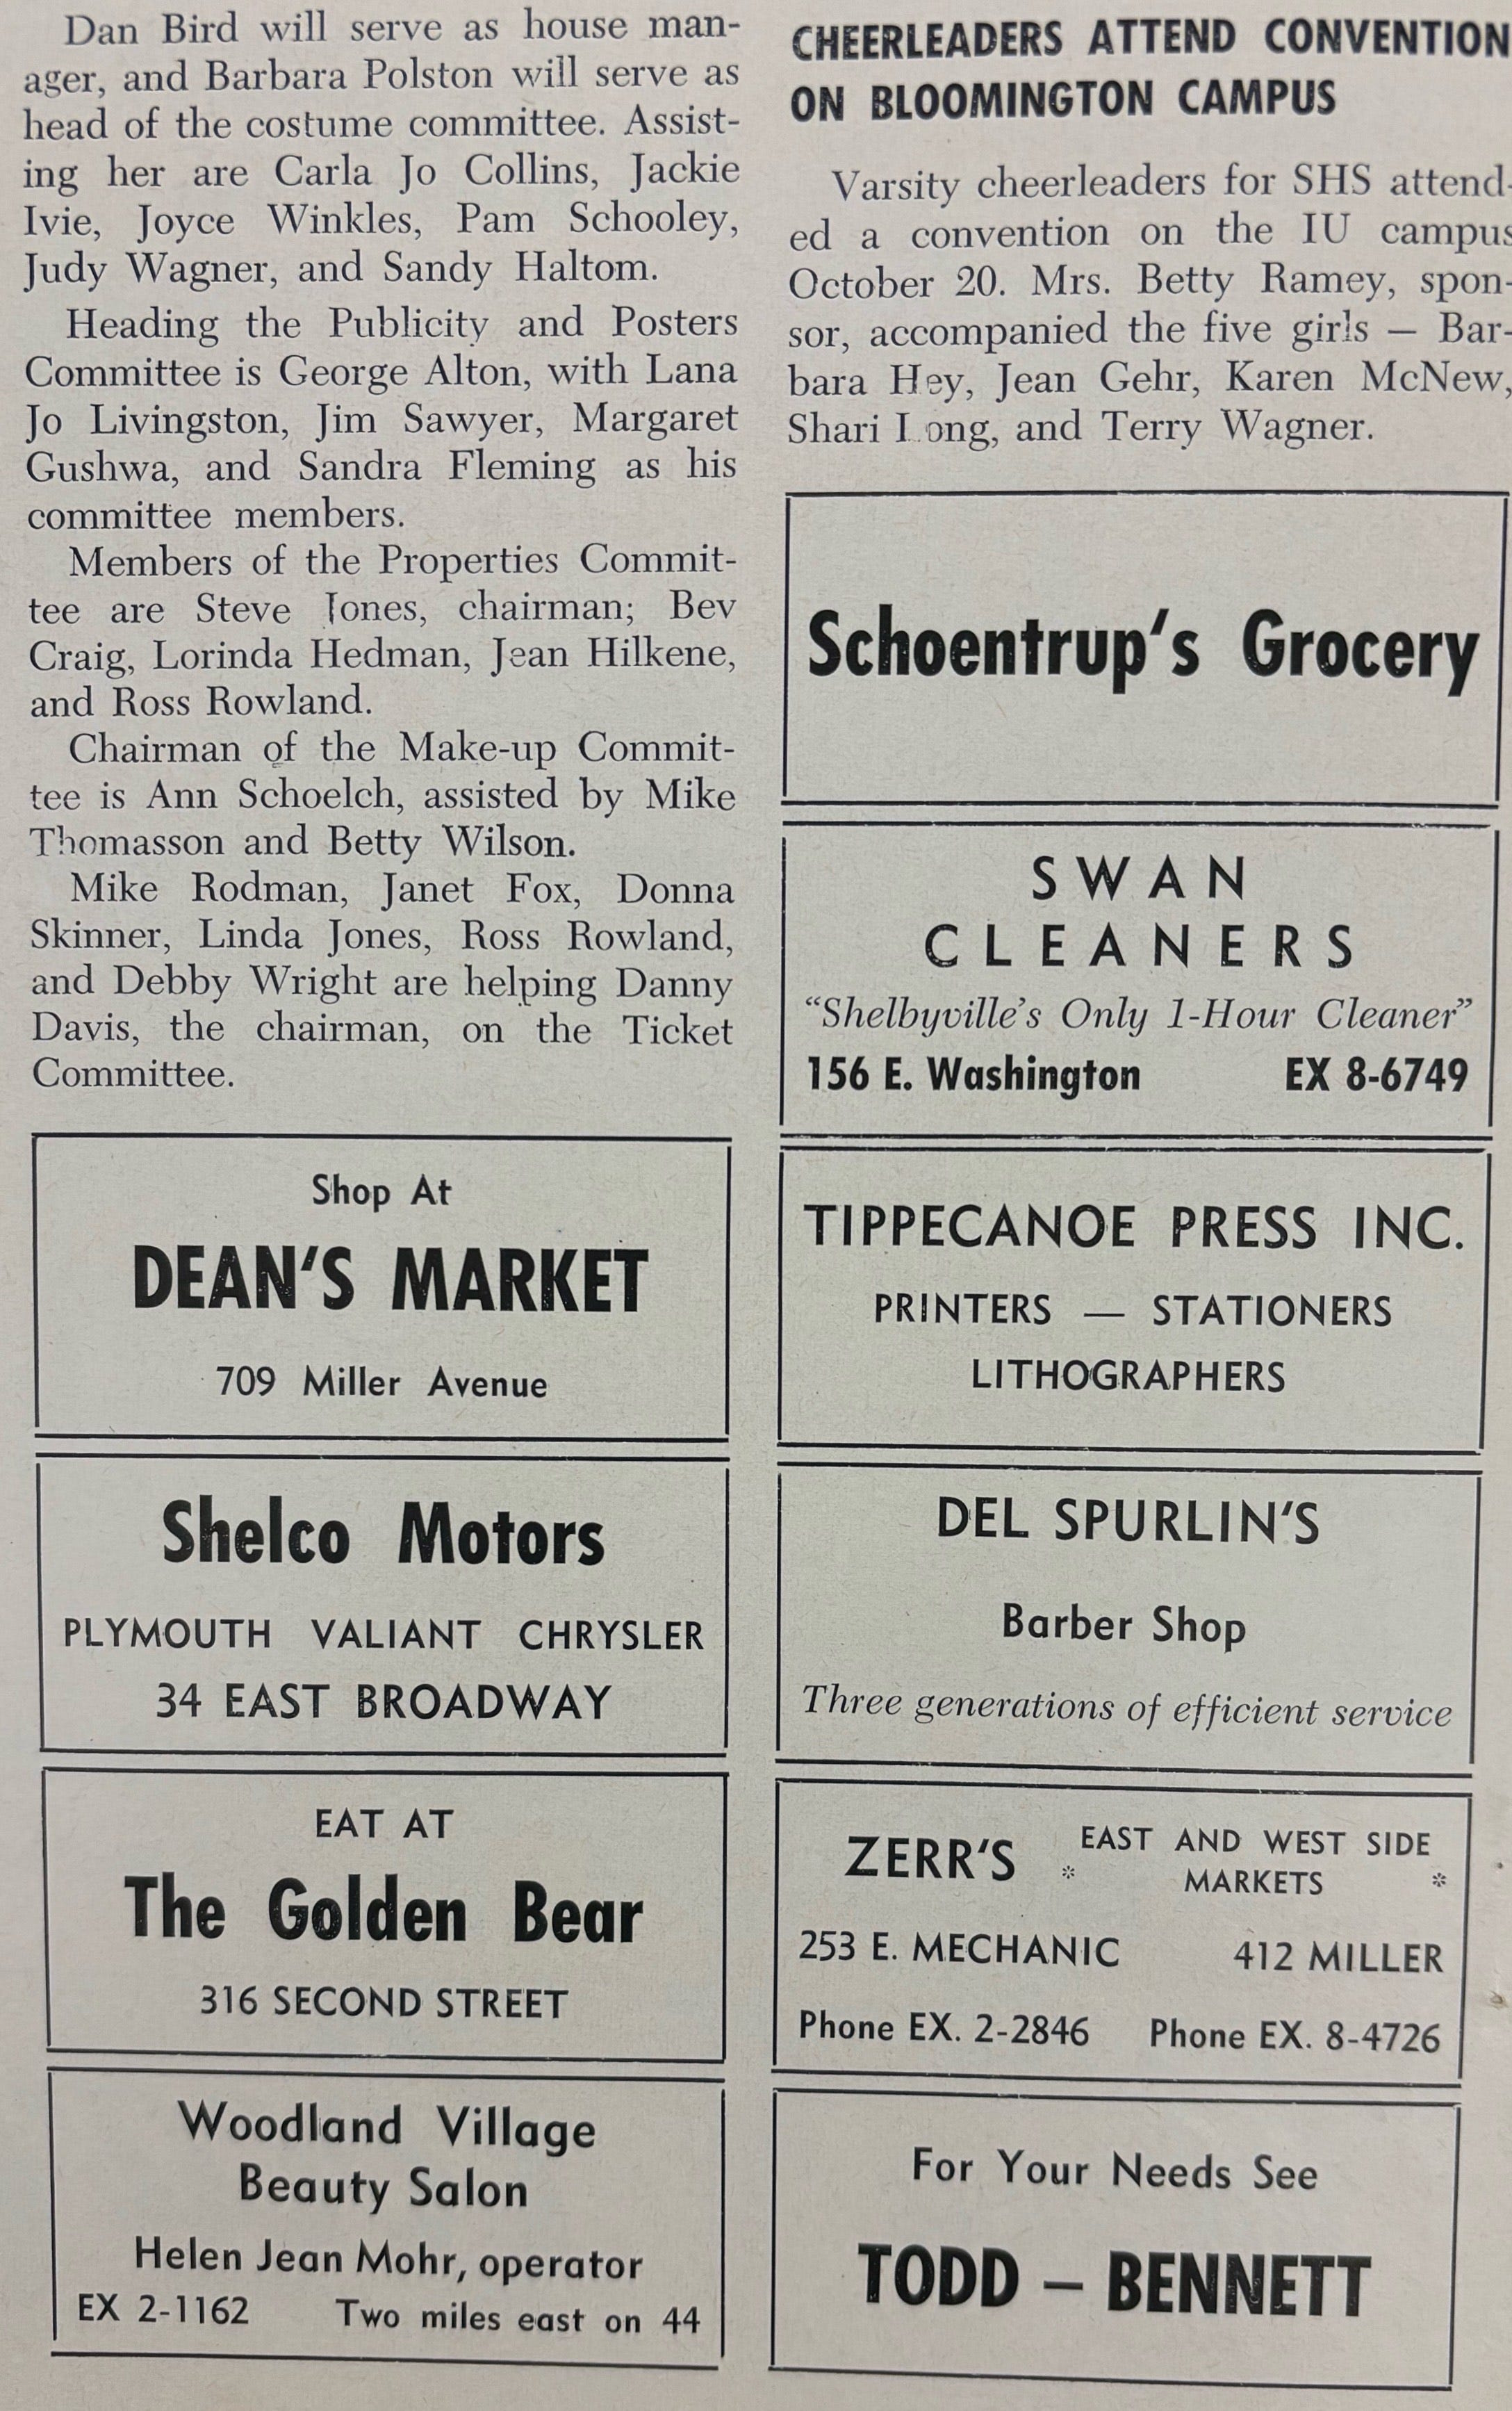 Dan Bird will serve as house man-
ager, and Barbara Polston will serve as
head of the costume committee. Assist-
ing her are Carla Jo Collins, Jackie
Ivie, Joyce Winkles, Pam Schooley,
Judy Wagner, and Sandy Haltom.
Heading the Publicity and Posters
Committee is George Alton, with Lana
Jo Livingston, Jim Sawyer, Margaret
Gushwa, and Sandra Fleming as his
committee members.
Members of the Properties Commit-
tee are Steve Jones, chairman; Bev
Craig, Lorinda Hedman, Jean Hilkene,
and Ross Rowland.
Chairman of the Make-up Commit-
tee is Ann Schoelch, assisted by Mike
Thomasson and Betty Wilson.
Mike Rodman, Janet Fox, Donna
Skinner, Linda Jones, Ross Rowland,
and Debby Wright are helping Danny
Davis, the chairman, on the Ticket
Committee.
Shop At
DEAN'S MARKET
709 Miller Avenue
Shelco Motors
PLYMOUTH VALIANT CHRYSLER
34 EAST BROADWAY
EAT AT
The Golden Bear
316 SECOND STREET
Woodland Village
Beauty Salon
Helen Jean Mohr, operator
EX 2-1162 Two miles east on 44
CHEERLEADERS ATTEND CONVENTION
ON BLOOMINGTON CAMPUS
Varsity cheerleaders for SHS attend-
ed a convention on the IU campus
October 20. Mrs. Betty Ramey, spon-
sor, accompanied the five girls — Bar-
bara Hey, Jean Gehr, Karen McNew,
Shari Long, and Terry Wagner.
Schoentrup's Grocery
SWAN
CLEANERS
"Shelbyville's Only 1-Hour Cleaner"
156 E. Washington EX 8-6749
TIPPECANOE PRESS INC.
PRINTERS — STATIONERS
LITHOGRAPHERS
DEL SPURLIN'S
Barber Shop
Three generations of efficient service
ZERR'S * EAST AND WEST SIDE
MARKETS *
253 E. MECHANIC 412 MILLER
Phone EX. 2-2846 Phone EX. 8-4726
For Your Needs See
TODD – BENNETT